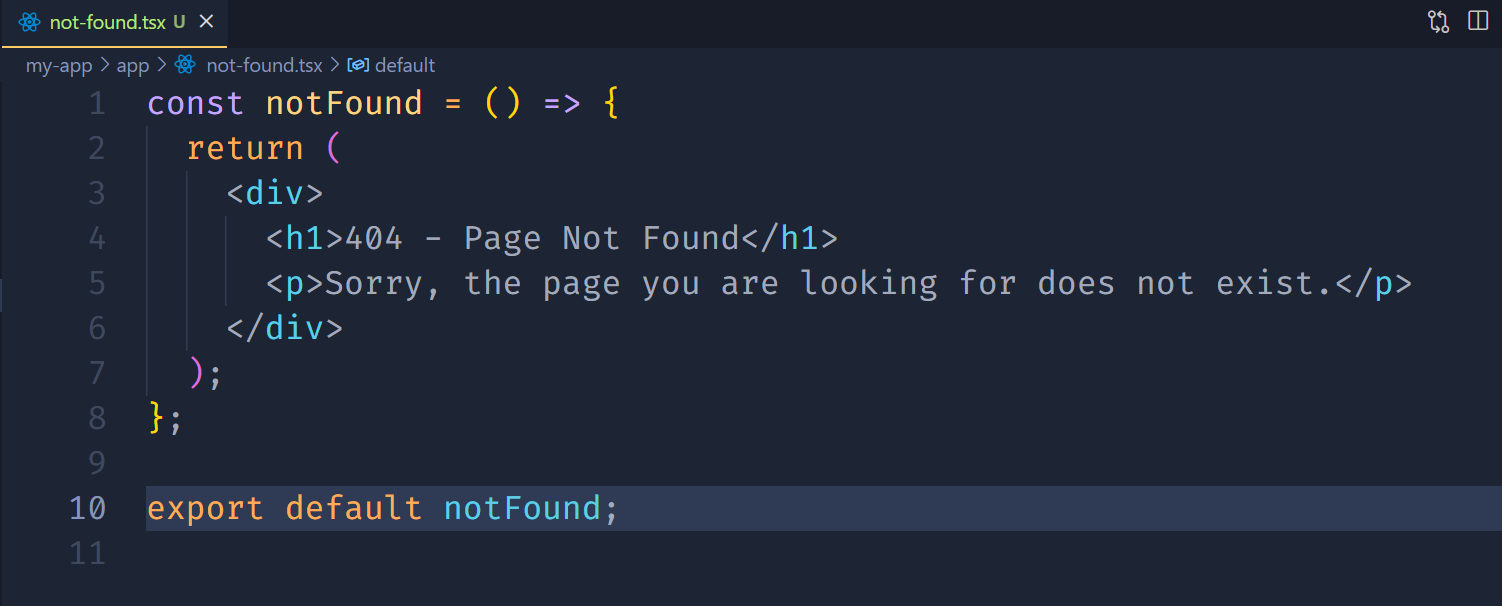 not-found.tsx U
my-app > app > not-found.tsx > default
1 const notFound = () => {
2   return (
3     <div>
4       <h1>404 - Page Not Found</h1>
5       <p>Sorry, the page you are looking for does not exist.</p>
6     </div>
7   );
8 };
9
10 export default notFound;
11